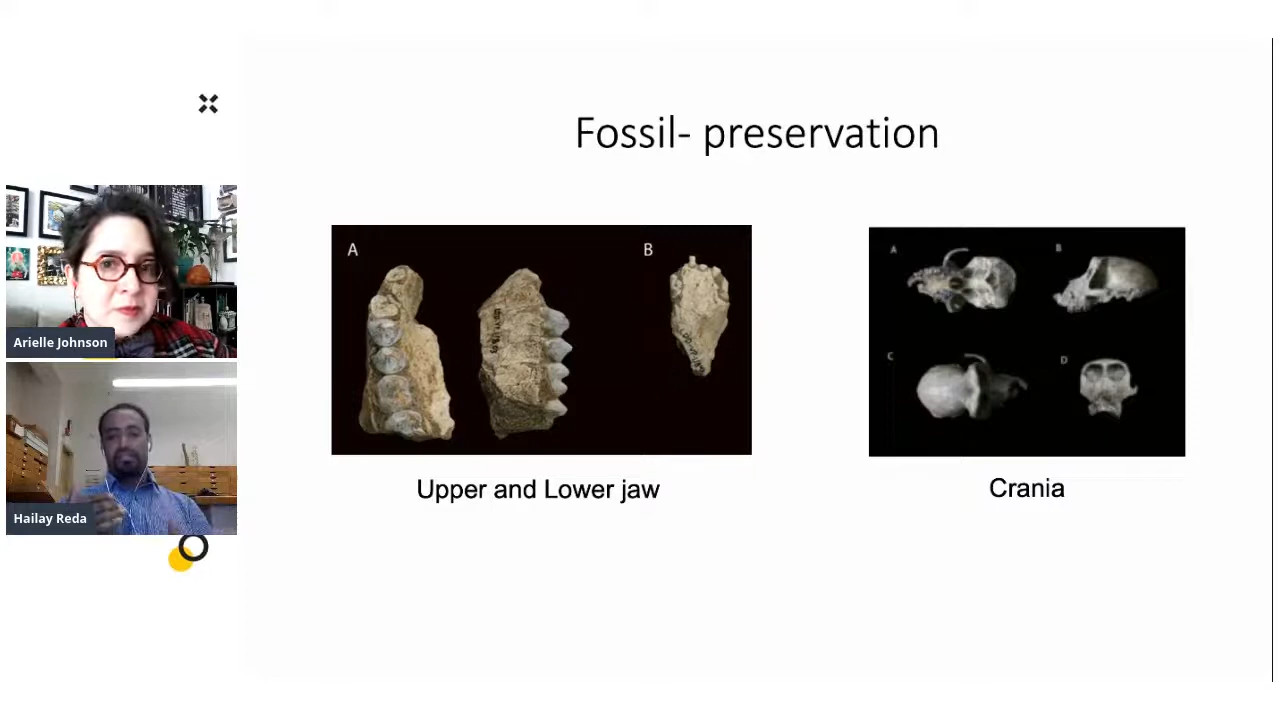 Fossil- preservation
A
B
A
B
C
D
Upper and Lower jaw
Crania
Arielle Johnson
Hailay Reda